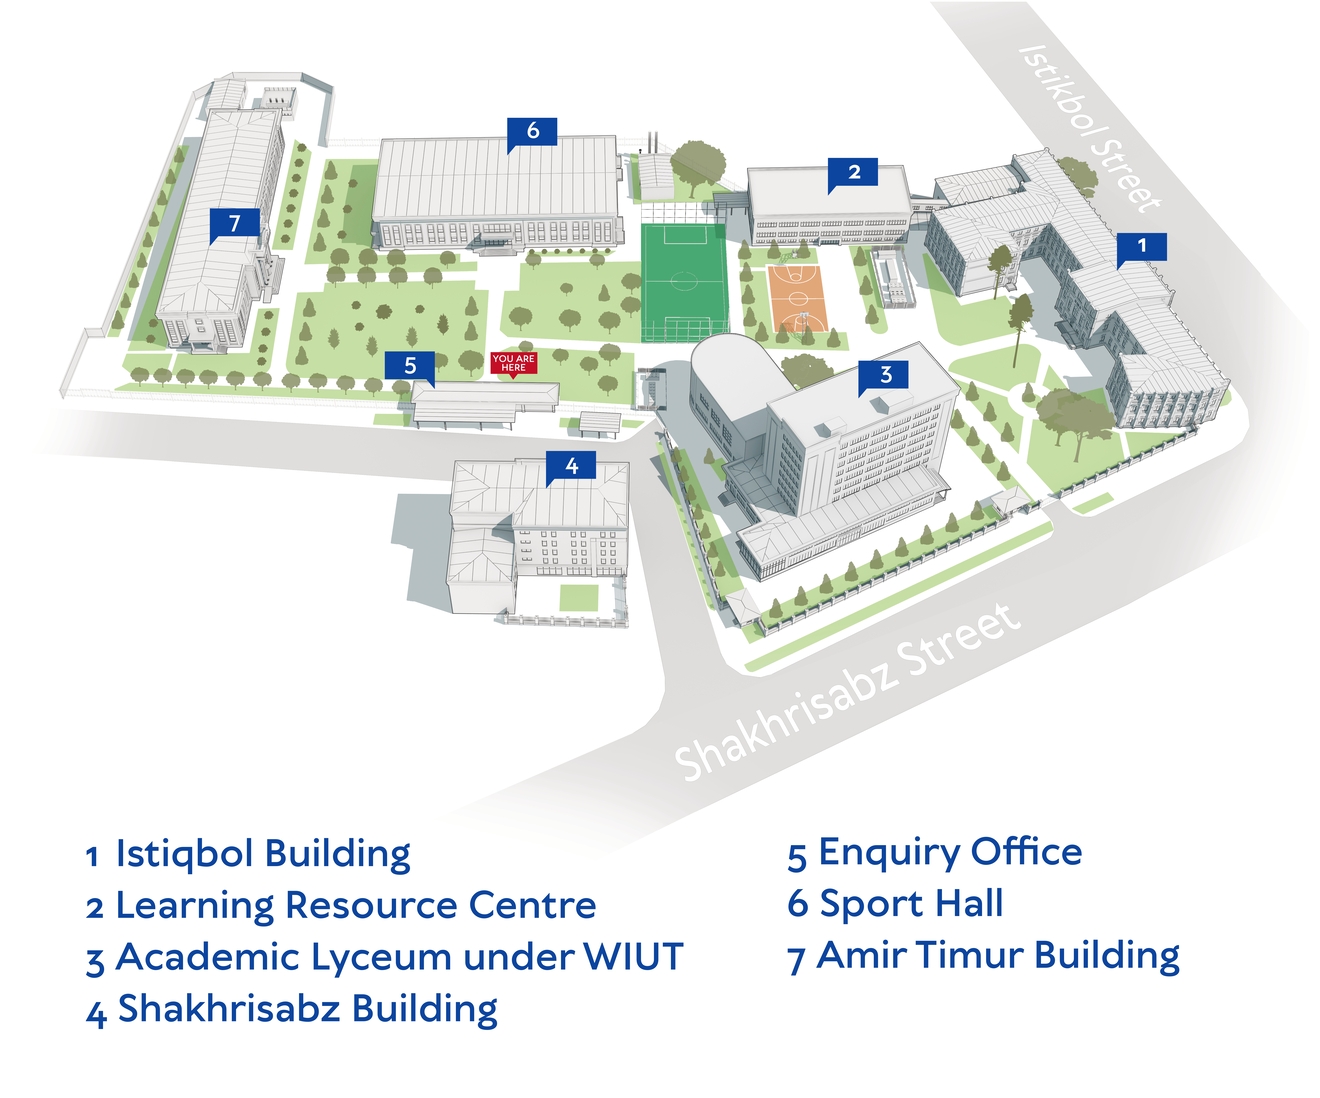 Istikbol Street
6
2
7
1
5
YOU ARE
HERE
3
4
Shakhrisabz Street
1 Istiqbol Building
2 Learning Resource Centre
3 Academic Lyceum under WIUT
4 Shakhrisabz Building
5 Enquiry Office
6 Sport Hall
7 Amir Timur Building